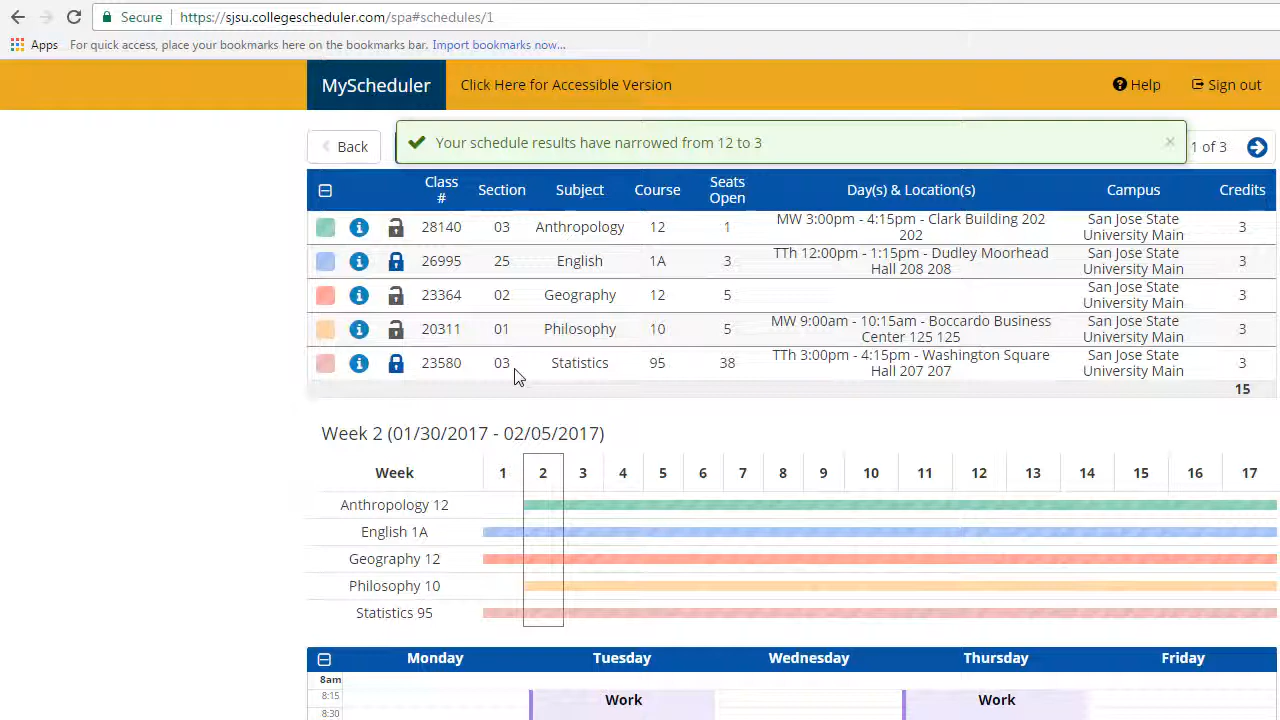 Secure https://sjsu.collegescheduler.com/spa#schedules/1
Apps For quick access, place your bookmarks here on the bookmarks bar. Import bookmarks now...
MyScheduler Click Here for Accessible Version Help Sign out
Back Your schedule results have narrowed from 12 to 3 × 1 of 3
Class # Section Subject Course Seats Open Day(s) & Location(s) Campus Credits
28140 03 Anthropology 12 1 MW 3:00pm - 4:15pm - Clark Building 202 202 San Jose State University Main 3
26995 25 English 1A 3 TTh 12:00pm - 1:15pm - Dudley Moorhead Hall 208 208 San Jose State University Main 3
23364 02 Geography 12 5 San Jose State University Main 3
20311 01 Philosophy 10 5 MW 9:00am - 10:15am - Boccardo Business Center 125 125 San Jose State University Main 3
23580 03 Statistics 95 38 TTh 3:00pm - 4:15pm - Washington Square Hall 207 207 San Jose State University Main 3
15
Week 2 (01/30/2017 - 02/05/2017)
Week 1 2 3 4 5 6 7 8 9 10 11 12 13 14 15 16 17
Anthropology 12
English 1A
Geography 12
Philosophy 10
Statistics 95
Monday Tuesday Wednesday Thursday Friday
8am
8:15 Work Work
8:30